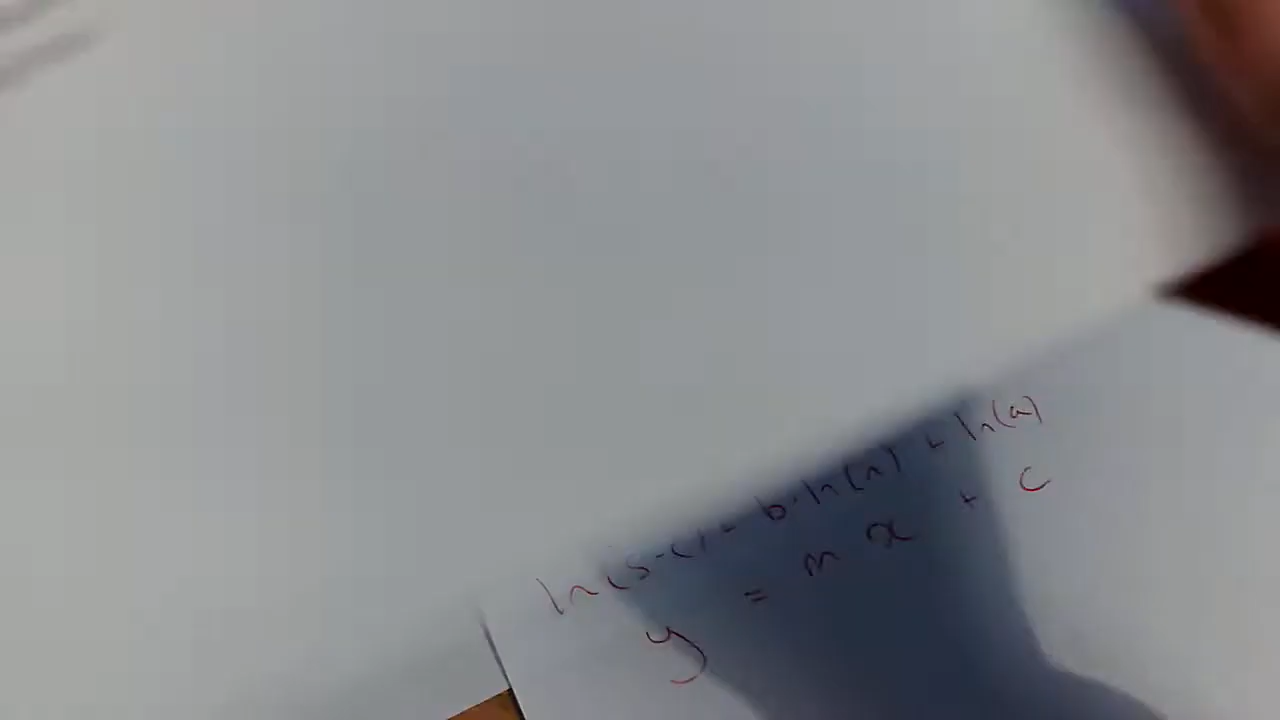 ln(S-c) = b·ln(n) + ln(a)
y = m x + c